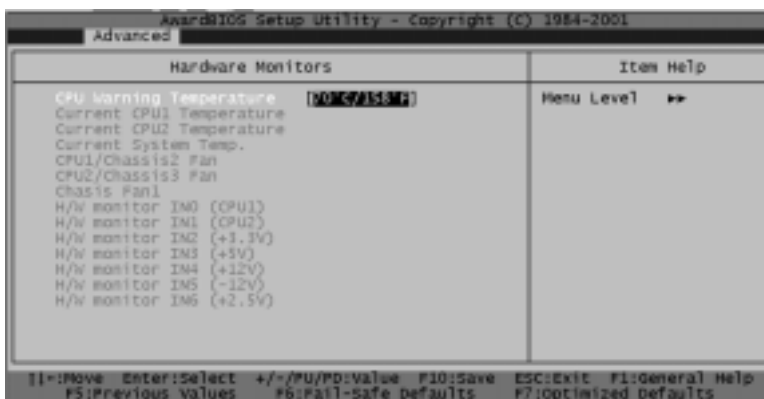 AwardBIOS Setup Utility - Copyright (C) 1984-2001
Advanced
Hardware Monitors
Item Help
CPU Warning Temperature [70°C/158°F]
Menu Level ▸▸
Current CPU1 Temperature
Current CPU2 Temperature
Current System Temp.
CPU1/Chassis2 Fan
CPU2/Chassis3 Fan
Chasis Fan1
H/W monitor IN0 (CPU1)
H/W monitor IN1 (CPU2)
H/W monitor IN2 (+3.3V)
H/W monitor IN3 (+5V)
H/W monitor IN4 (+12V)
H/W monitor IN5 (-12V)
H/W monitor IN6 (+2.5V)
:Move Enter:Select +/-/PU/PD:Value F10:Save ESC:Exit F1:General Help
F5:Previous Values F6:Fail-Safe Defaults F7:Optimized Defaults